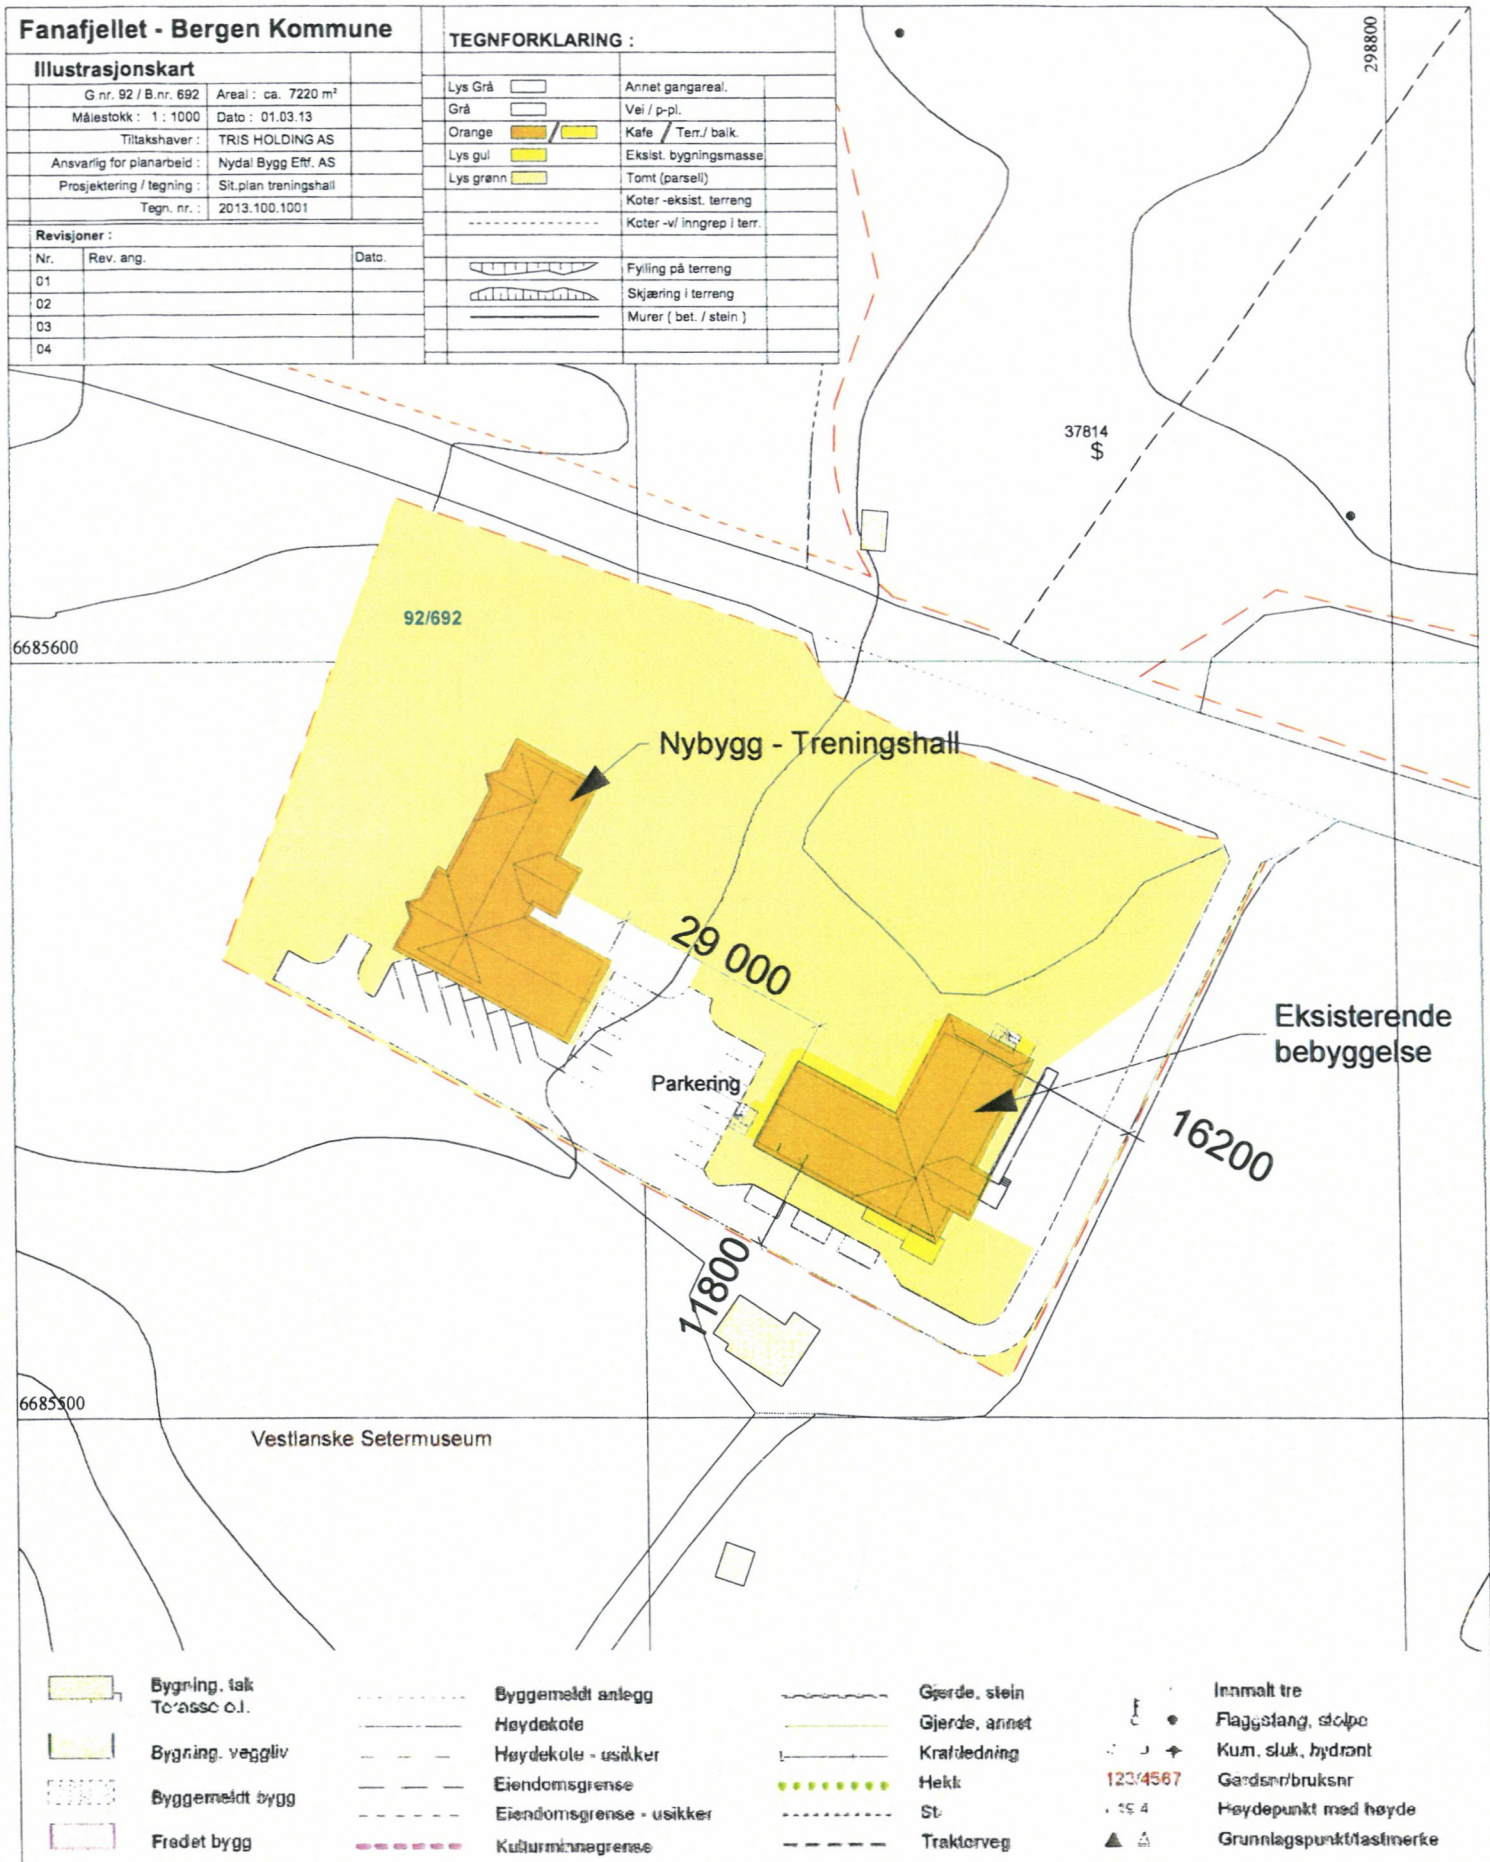 Fanafjellet - Bergen Kommune
Illustrasjonskart
G.nr. 92 / B.nr. 692 Areal : ca. 7220 m²
Målestokk : 1 : 1000 Dato : 01.03.13
Tiltakshaver : TRIS HOLDING AS
Ansvarlig for planarbeid : Nydal Bygg Eftf. AS
Prosjektering / tegning : Sit.plan treningshall
Tegn. nr. : 2013.100.1001
Revisjoner :
Nr. Rev. ang. Dato.
01
02
03
04
TEGNFORKLARING :
Lys Grå Annet gangareal.
Grå Vei / p-pl.
Orange / Kafe / Terr./ balk.
Lys gul Eksist. bygningsmasse
Lys grønn Tomt (parsell)
Koter -eksist. terreng
Koter -v/ inngrep i terr.
Fylling på terreng
Skjæring i terreng
Murer ( bet. / stein )
298800
37814
$
92/692
6685600
Nybygg - Treningshall
29 000
Eksisterende
bebyggelse
Parkering
16200
11800
6685500
Vestlanske Setermuseum
Bygning, tak
Terasse o.l.
Bygning, veggliv
Byggemeldt bygg
Fredet bygg
Byggemeldt anlegg
Høydekote
Høydekote - usikker
Eiendomsgrense
Eiendomsgrense - usikker
Kulturminnegrense
Gjerde, stein
Gjerde, annet
Kraftledning
Hekk
Sti
Traktorveg
Innmalt tre
Flaggstang, stolpe
Kum, sluk, hydrant
123/4567 Gardsnr/bruksnr
Høydepunkt med høyde
Grunnlagspunkt/fastmerke